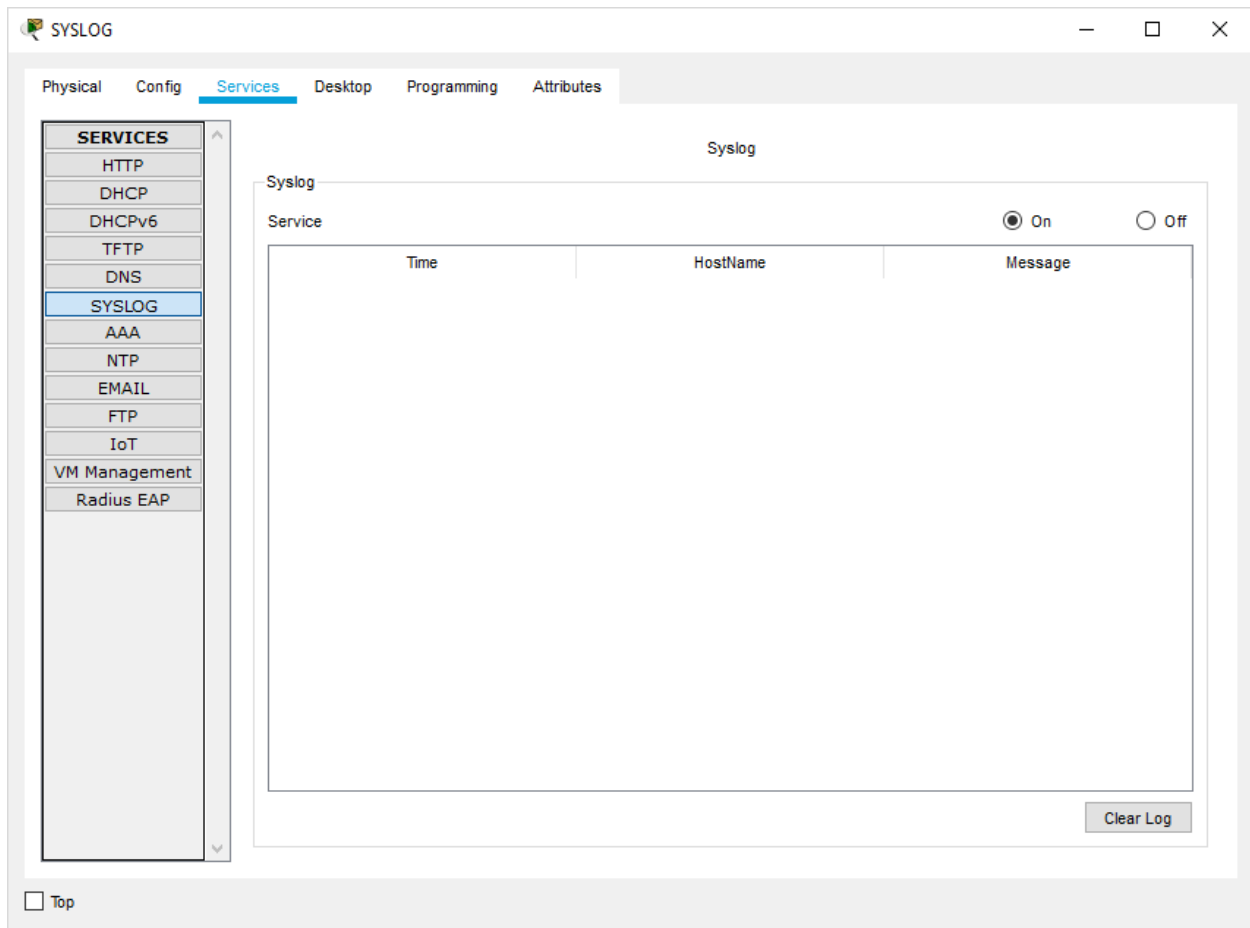 SYSLOG
Physical Config Services Desktop Programming Attributes
SERVICES
HTTP
DHCP
DHCPv6
TFTP
DNS
SYSLOG
AAA
NTP
EMAIL
FTP
IoT
VM Management
Radius EAP
Syslog
Syslog
Service On Off
Time HostName Message
Clear Log
Top